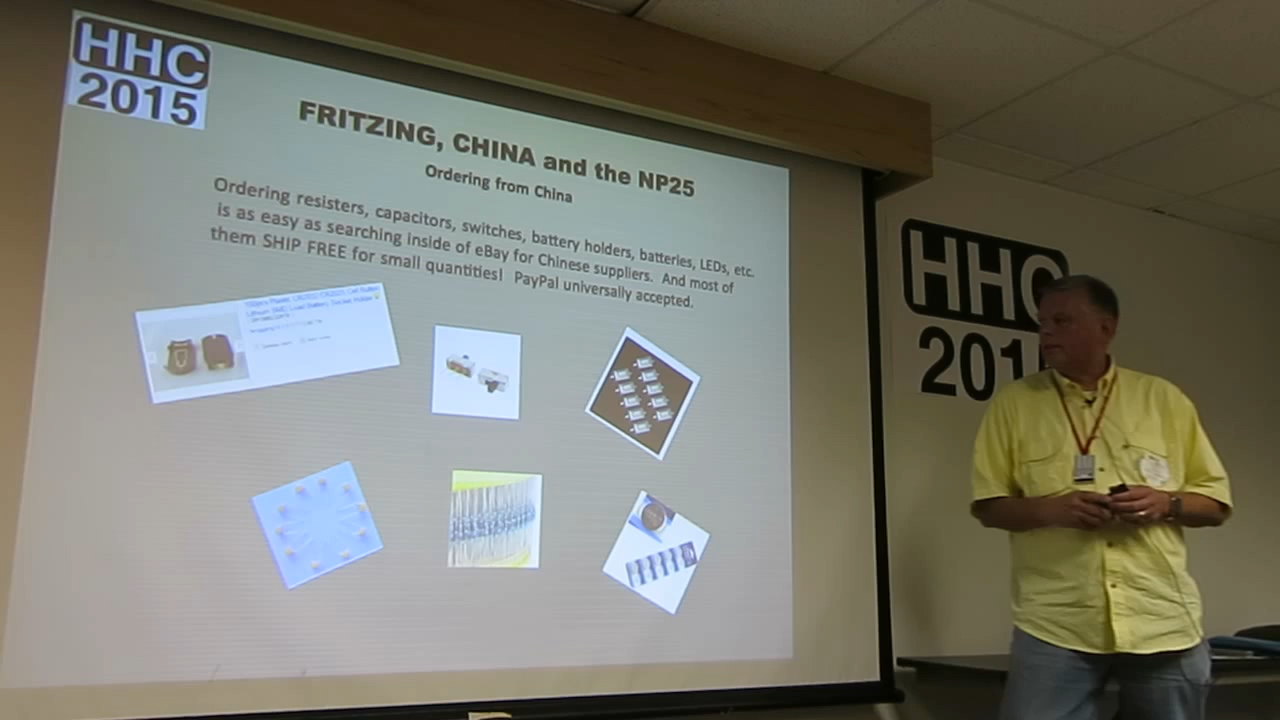 HHC
2015
FRITZING, CHINA and the NP25
Ordering from China
Ordering resisters, capacitors, switches, battery holders, batteries, LEDs, etc.
is as easy as searching inside of eBay for Chinese suppliers. And most of
them SHIP FREE for small quantities! PayPal universally accepted.
HHC
201